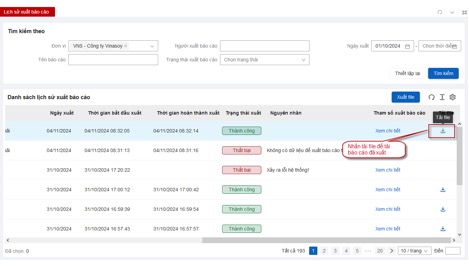 Lịch sử xuất báo cáo
Tìm kiếm theo
Đơn vị VNS - Công ty Vinasoy × Người xuất báo cáo Ngày xuất 01/10/2024 - Chọn thời
Tên báo cáo Trạng thái xuất báo cáo Chọn trạng thái
Thiết lập lại Tìm kiếm
Danh sách lịch sử xuất báo cáo Xuất file
Tải file
Ngày xuất Thời gian bắt đầu xuất Thời gian hoàn thành xuất Trạng thái xuất Nguyên nhân Tham số xuất báo cáo
04/11/2024 04/11/2024 08:32:05 04/11/2024 08:32:14 Thành công Xem chi tiết
04/11/2024 04/11/2024 08:31:13 04/11/2024 08:31:16 Thất bại Không có dữ liệu để xuất báo cáo
Nhấn tải file để tải
báo cáo đã xuất
31/10/2024 31/10/2024 17:20:22 Thất bại Xảy ra lỗi hệ thống! Xem chi tiết
31/10/2024 31/10/2024 17:00:12 31/10/2024 17:00:42 Thành công Xem chi tiết
31/10/2024 31/10/2024 16:59:39 31/10/2024 16:59:54 Thành công Xem chi tiết
31/10/2024 31/10/2024 16:57:43 31/10/2024 16:57:57 Thành công Xem chi tiết
Đã chọn: 0 Tất cả 193 1 2 3 4 5 ··· 20 10 / trang Đến